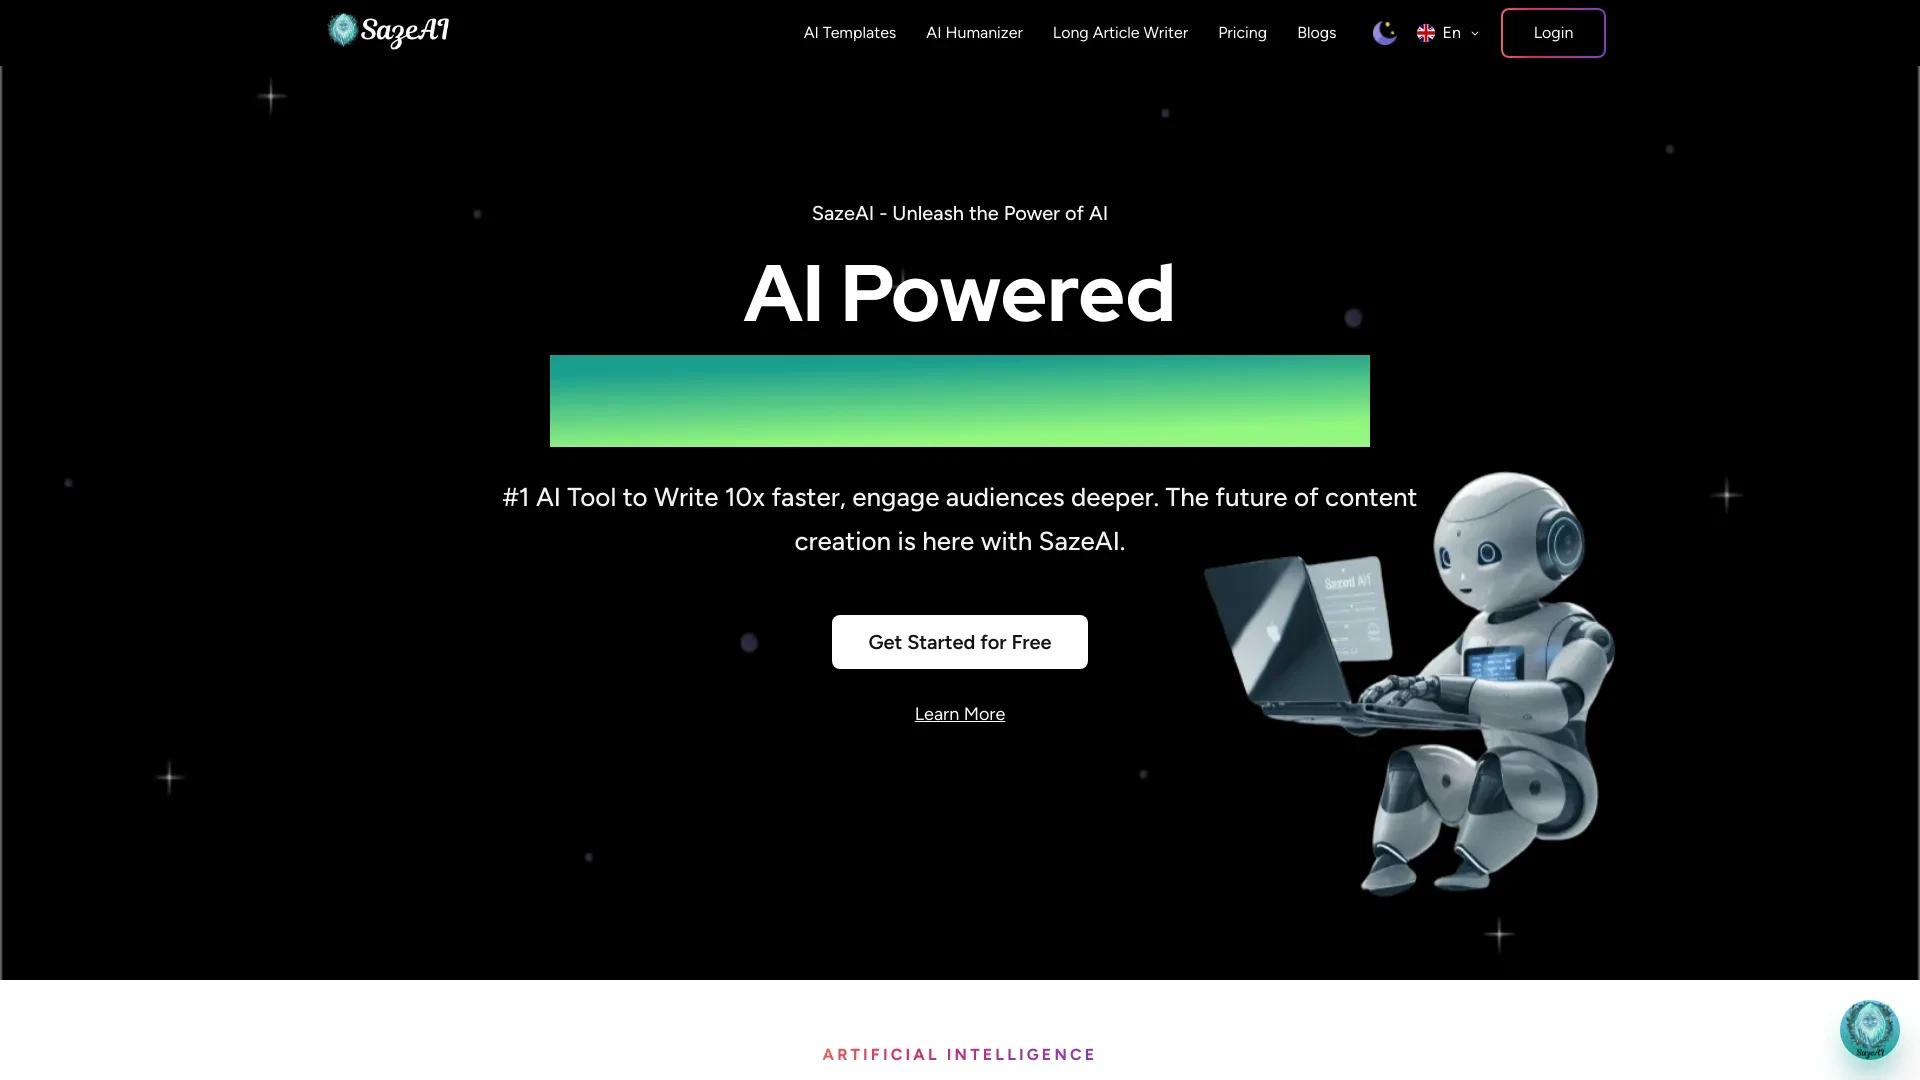 SazeAI
AI Templates
AI Humanizer
Long Article Writer
Pricing
Blogs
En
Login
SazeAI - Unleash the Power of AI
AI Powered
#1 AI Tool to Write 10x faster, engage audiences deeper. The future of content
creation is here with SazeAI.
Get Started for Free
Learn More
ARTIFICIAL INTELLIGENCE
SazeAI